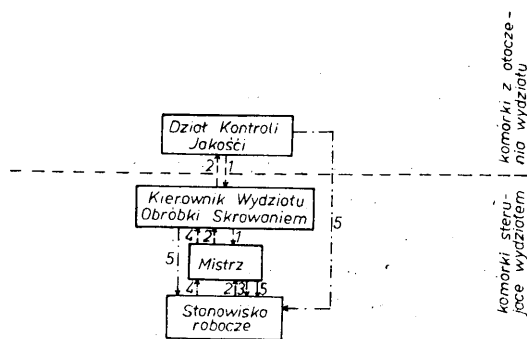 komórki z otocze-
nia wydziału
Dział Kontroli
Jakości
2 1
Kierownik Wydziału
Obróbki Skrawaniem
5
4 2 1
5
Mistrz
4 2 3 5
Stanowiska
robocze
komórki steru-
jące wydziałem